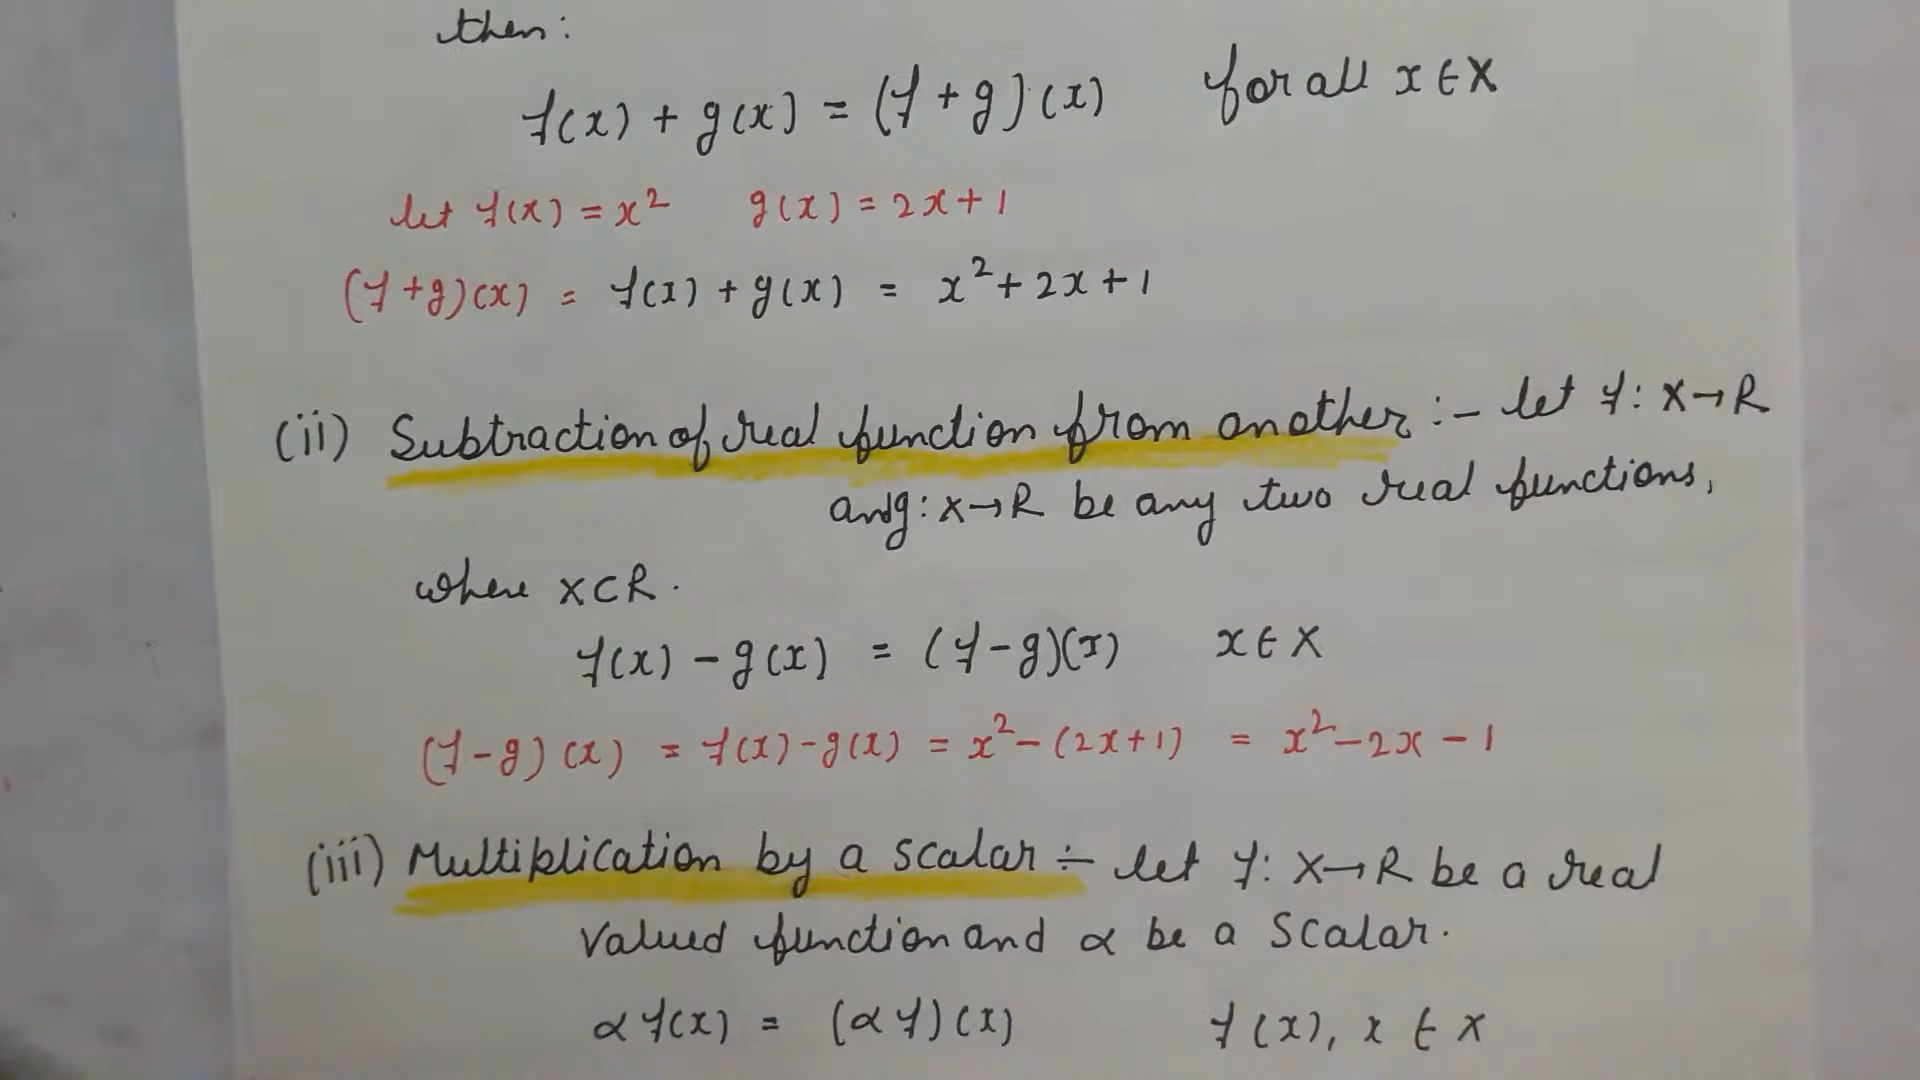 then:
f(x) + g(x) = (f + g)(x) for all x ∈ X
let f(x) = x² g(x) = 2x + 1
(f + g)(x) = f(x) + g(x) = x² + 2x + 1
(ii) Subtraction of real function from another :- let f: X → R
and g: X → R be any two real functions,
where X ⊂ R.
f(x) - g(x) = (f - g)(x) x ∈ X
(f - g)(x) = f(x) - g(x) = x² - (2x + 1) = x² - 2x - 1
(iii) Multiplication by a scalar :- let f: X → R be a real
valued function and α be a scalar.
α f(x) = (α f)(x) f(x), x ∈ X